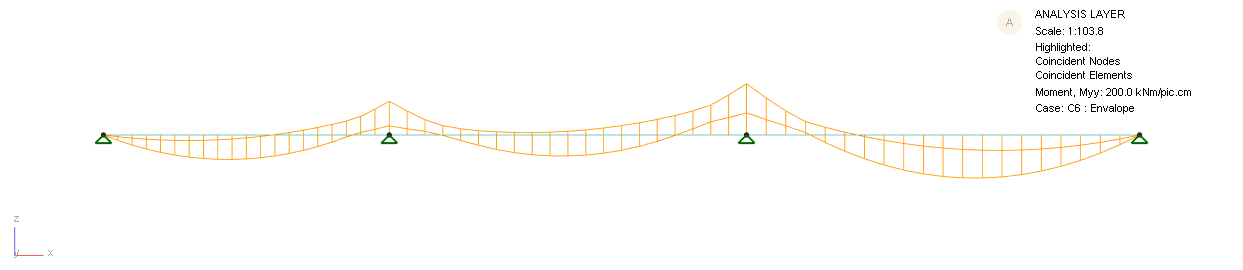 A
ANALYSIS LAYER
Scale: 1:103.8
Highlighted:
Coincident Nodes
Coincident Elements
Moment, Myy: 200.0 kNm/pic.cm
Case: C6 : Envalope
z
y
x